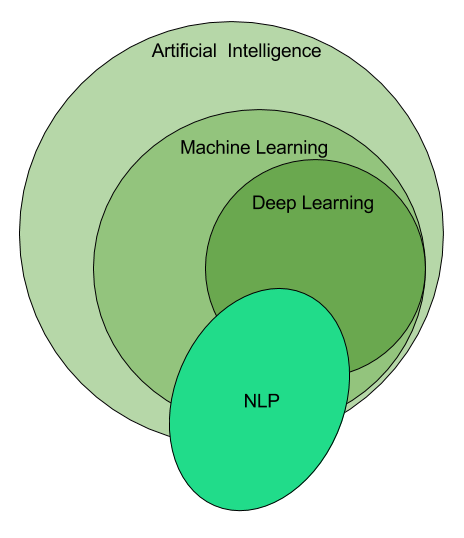 Artificial Intelligence
Machine Learning
Deep Learning
NLP